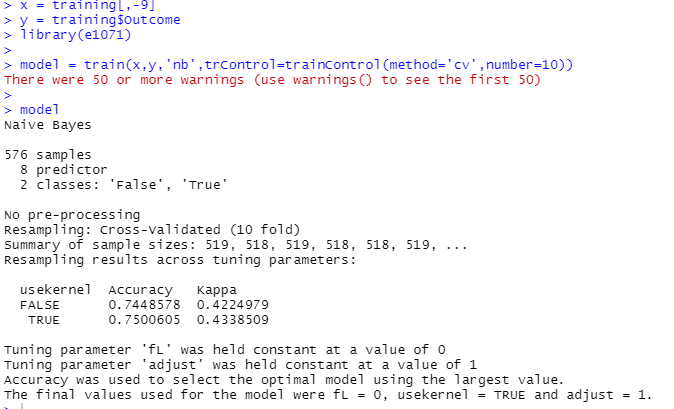 > x = training[,-9]
> y = training$Outcome
> library(e1071)
>
> model = train(x,y,'nb',trControl=trainControl(method='cv',number=10))
There were 50 or more warnings (use warnings() to see the first 50)
>
> model
Naive Bayes

576 samples
  8 predictor
  2 classes: 'False', 'True'

No pre-processing
Resampling: Cross-Validated (10 fold)
Summary of sample sizes: 519, 518, 519, 518, 518, 519, ...
Resampling results across tuning parameters:

  usekernel  Accuracy   Kappa
  FALSE      0.7448578  0.4224979
   TRUE      0.7500605  0.4338509

Tuning parameter 'fL' was held constant at a value of 0
Tuning parameter 'adjust' was held constant at a value of 1
Accuracy was used to select the optimal model using the largest value.
The final values used for the model were fL = 0, usekernel = TRUE and adjust = 1.
>